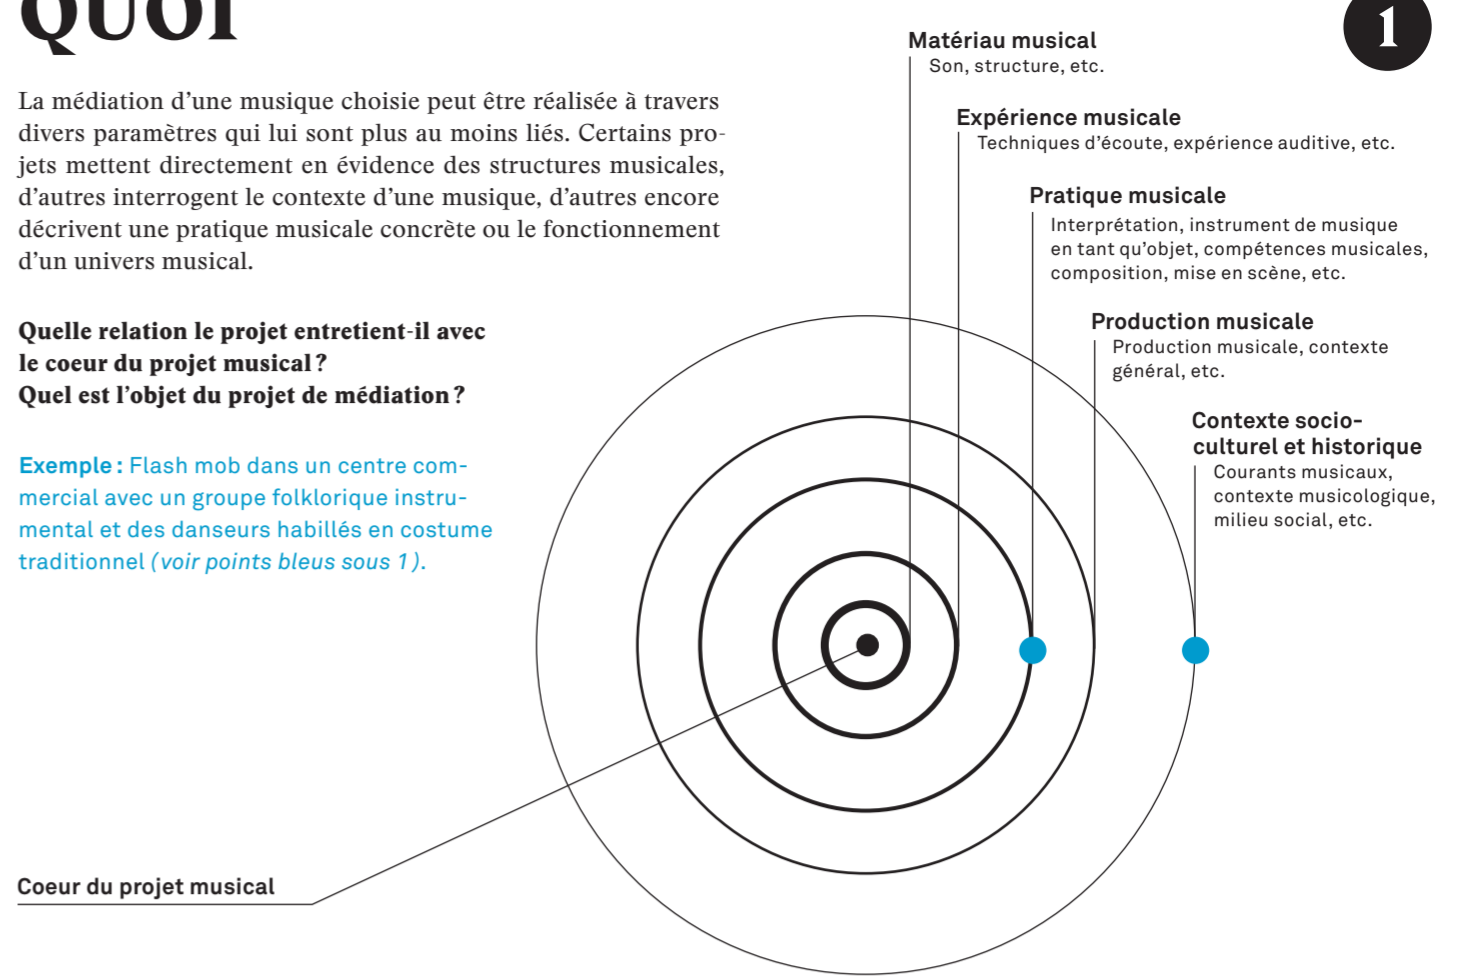 QUOI
1
La médiation d'une musique choisie peut être réalisée à travers
divers paramètres qui lui sont plus au moins liés. Certains pro-
jets mettent directement en évidence des structures musicales,
d'autres interrogent le contexte d'une musique, d'autres encore
décrivent une pratique musicale concrète ou le fonctionnement
d'un univers musical.
Quelle relation le projet entretient-il avec
le coeur du projet musical ?
Quel est l'objet du projet de médiation ?
Exemple : Flash mob dans un centre com-
mercial avec un groupe folklorique instru-
mental et des danseurs habillés en costume
traditionnel (voir points bleus sous 1).
Matériau musical
Son, structure, etc.
Expérience musicale
Techniques d'écoute, expérience auditive, etc.
Pratique musicale
Interprétation, instrument de musique
en tant qu'objet, compétences musicales,
composition, mise en scène, etc.
Production musicale
Production musicale, contexte
général, etc.
Contexte socio-
culturel et historique
Courants musicaux,
contexte musicologique,
milieu social, etc.
Coeur du projet musical